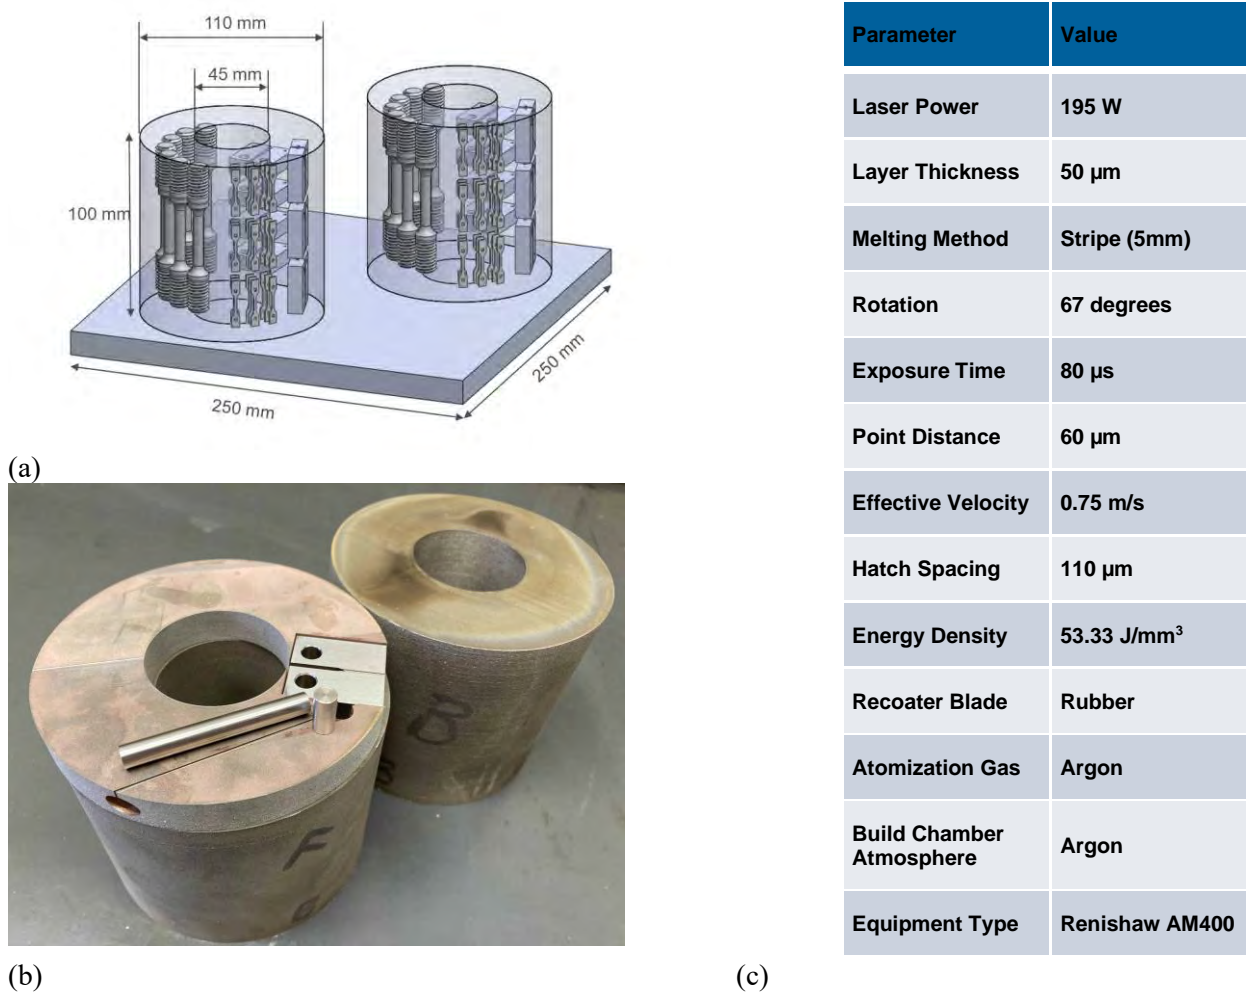 110 mm
45 mm
100 mm
250 mm
250 mm
(a)
F
B
(b)
Parameter Value
Laser Power 195 W
Layer Thickness 50 µm
Melting Method Stripe (5mm)
Rotation 67 degrees
Exposure Time 80 µs
Point Distance 60 µm
Effective Velocity 0.75 m/s
Hatch Spacing 110 µm
Energy Density 53.33 J/mm³
Recoater Blade Rubber
Atomization Gas Argon
Build Chamber
Atmosphere Argon
Equipment Type Renishaw AM400
(c)